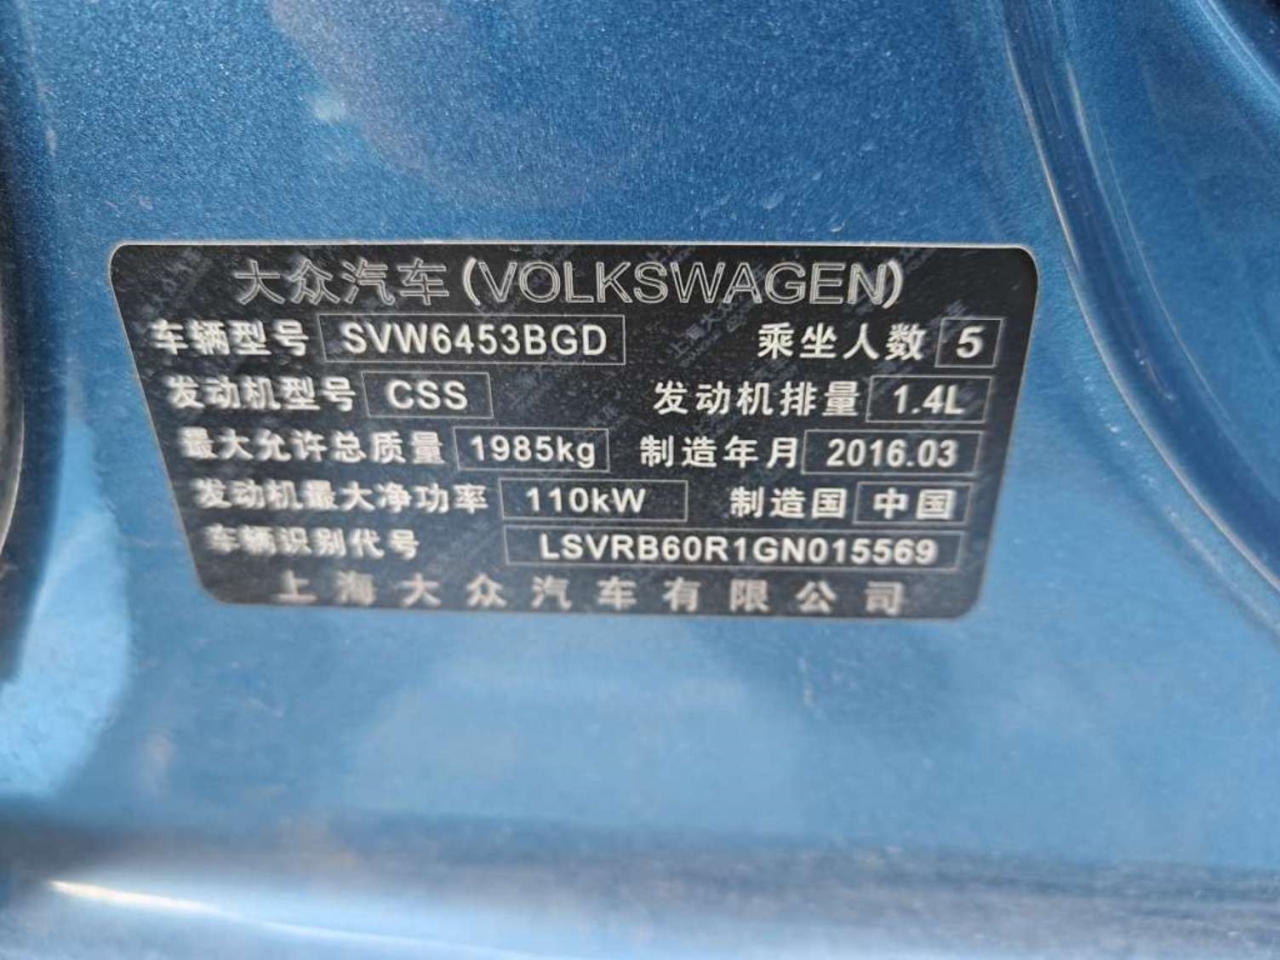 大众汽车(VOLKSWAGEN)
车辆型号 SVW6453BGD 乘坐人数 5
发动机型号 CSS 发动机排量 1.4L
最大允许总质量 1985kg 制造年月 2016.03
发动机最大净功率 110kW 制造国 中国
车辆识别代号 LSVRB60R1GN015569
上海大众汽车有限公司